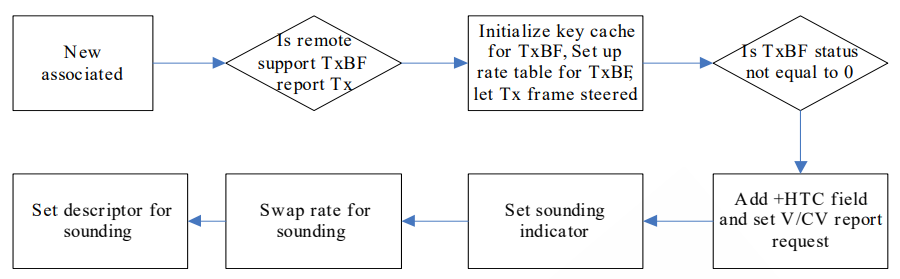 New
associated
Is remote
support TxBF
report Tx
Initialize key cache
for TxBF, Set up
rate table for TxBF,
let Tx frame steered
Is TxBF status
not equal to 0
Add +HTC field
and set V/CV report
request
Set sounding
indicator
Swap rate for
sounding
Set descriptor for
sounding